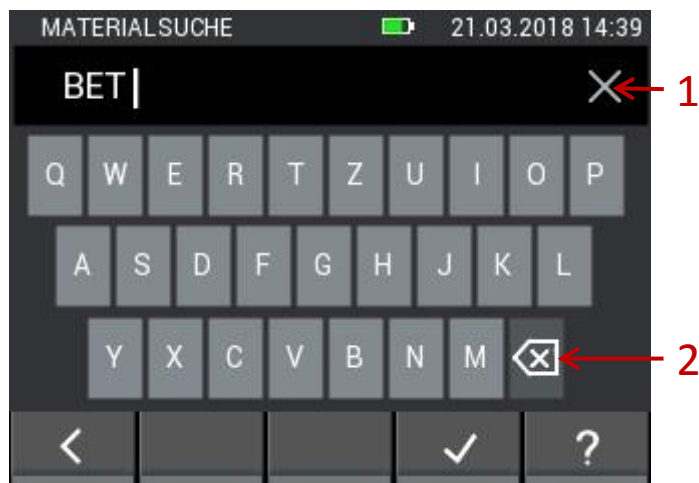 MATERIALSUCHE 21.03.2018 14:39
BET
1
Q W E R T Z U I O P
A S D F G H J K L
Y X C V B N M
2
?